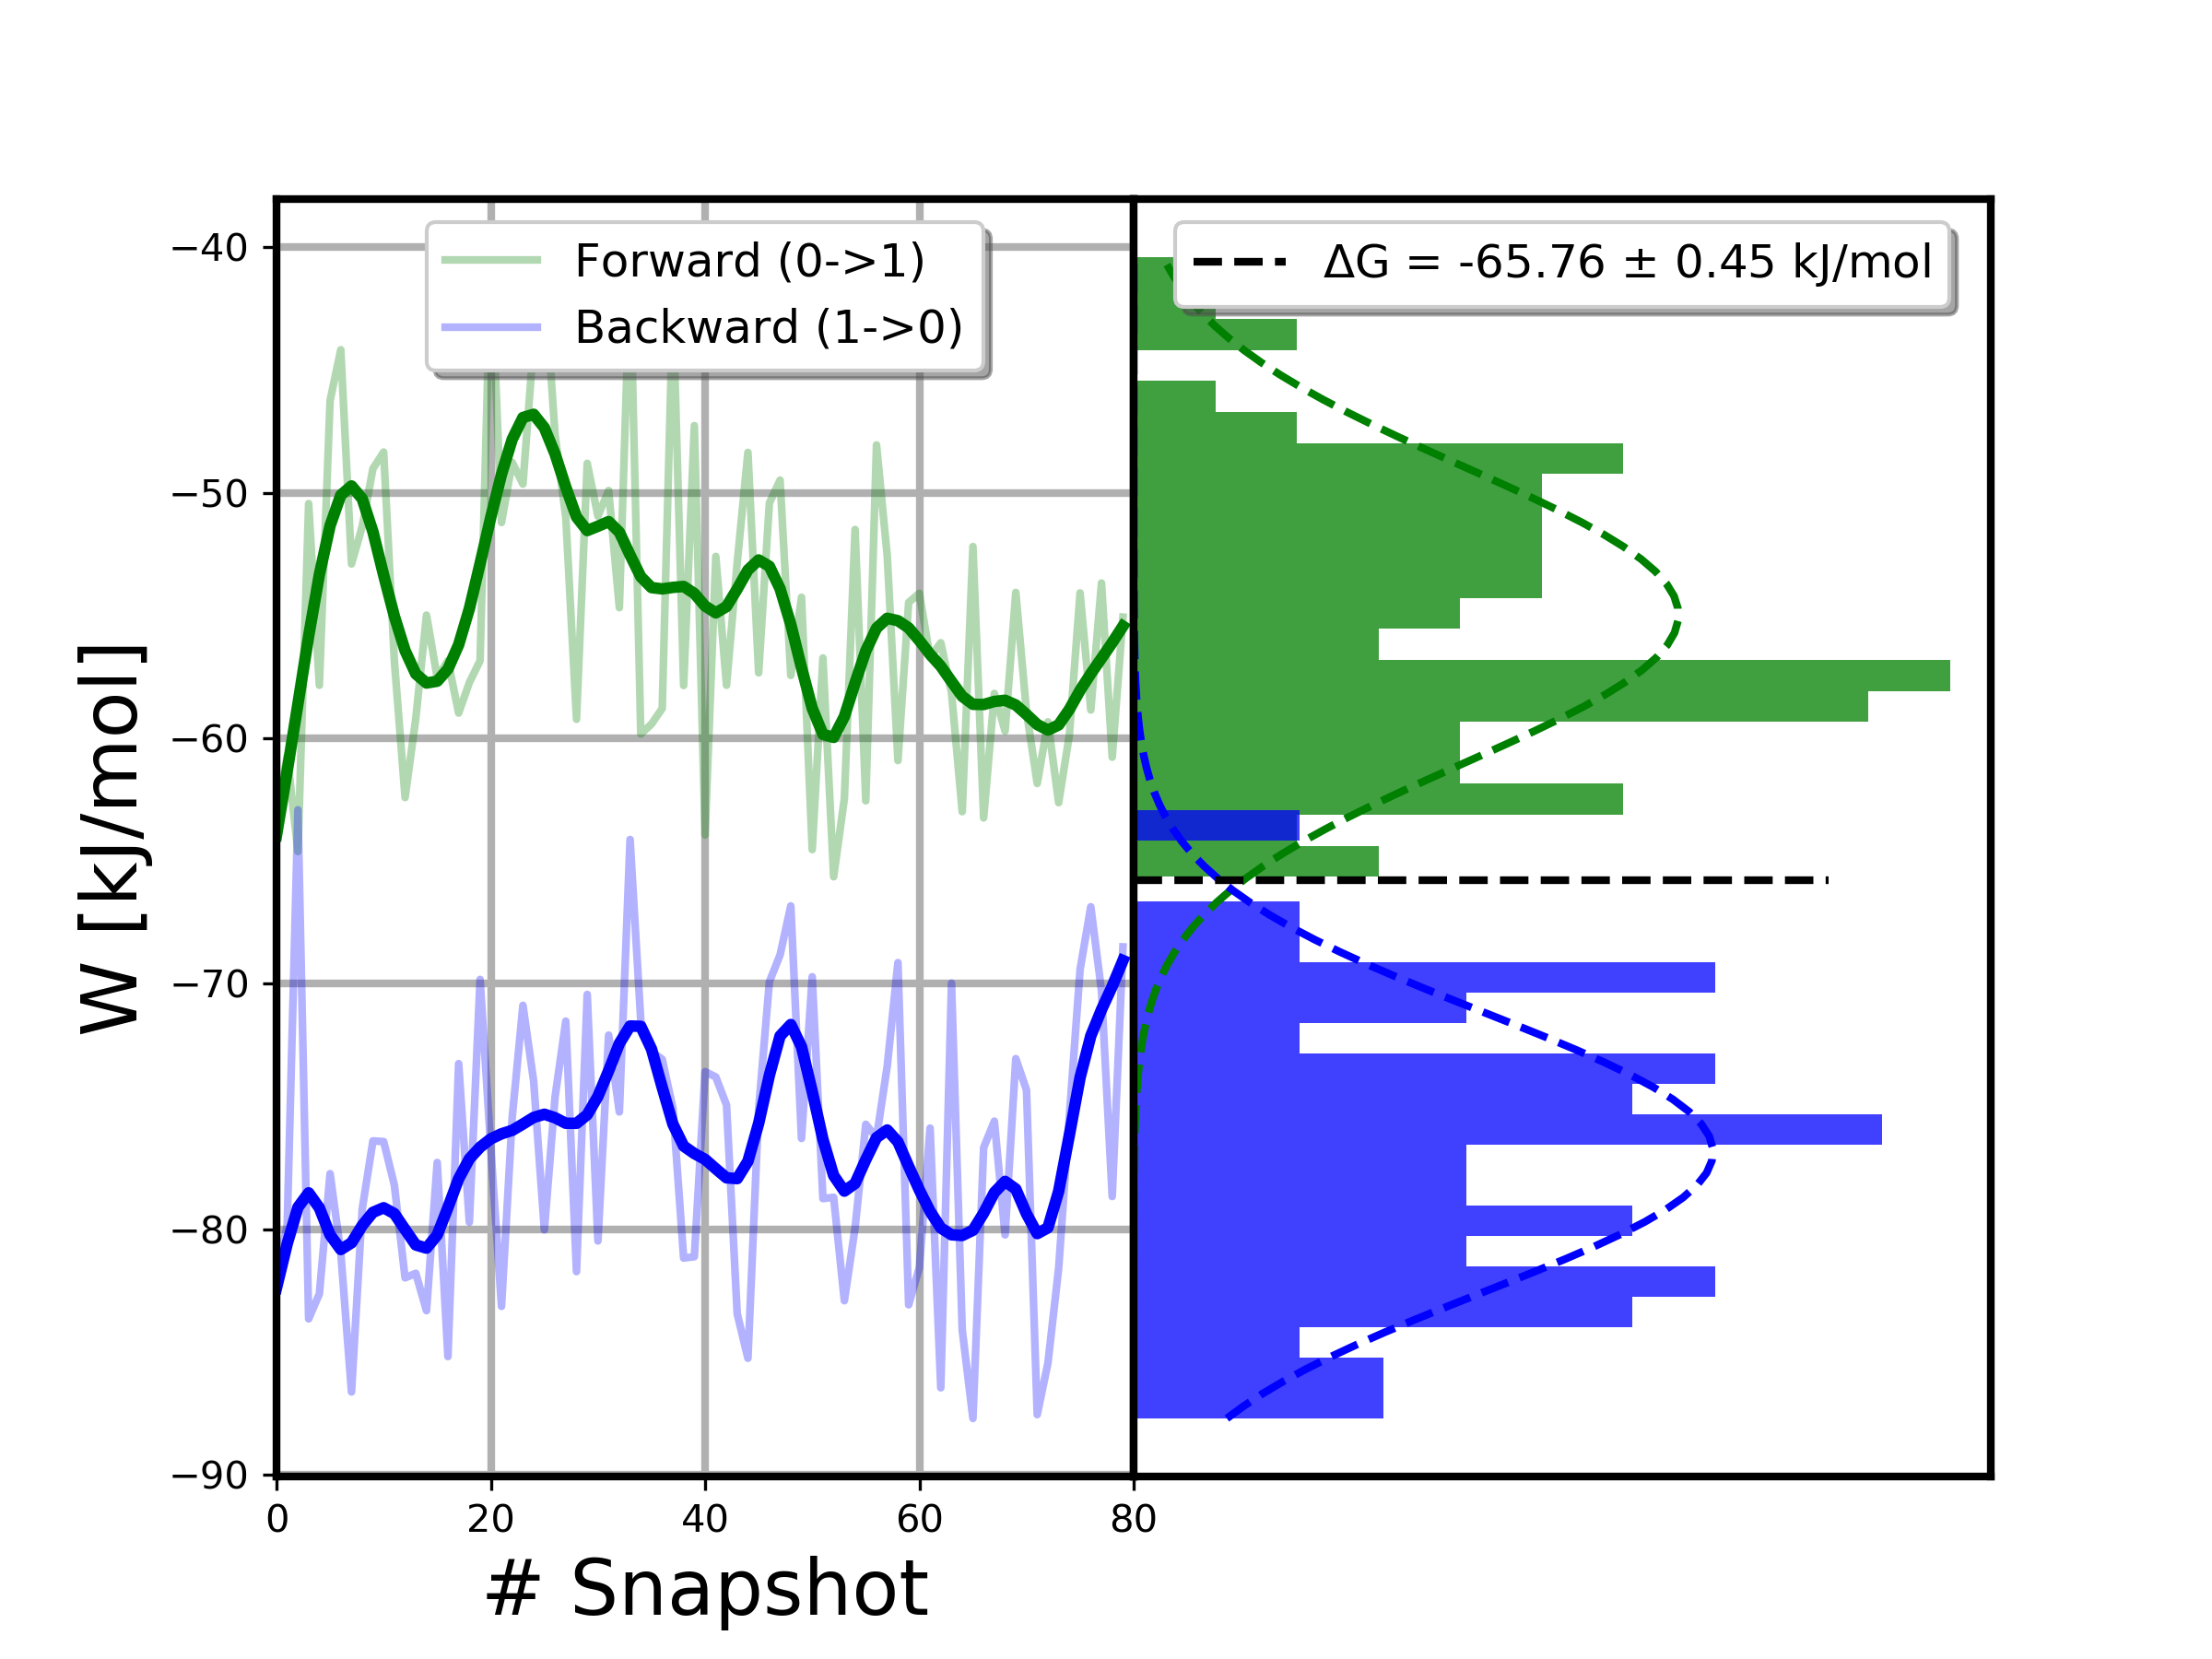 Forward (0->1)
Backward (1->0)
ΔG = -65.76 ± 0.45 kJ/mol
W [kJ/mol]
−40
−50
−60
−70
−80
−90
0 20 40 60 80
# Snapshot